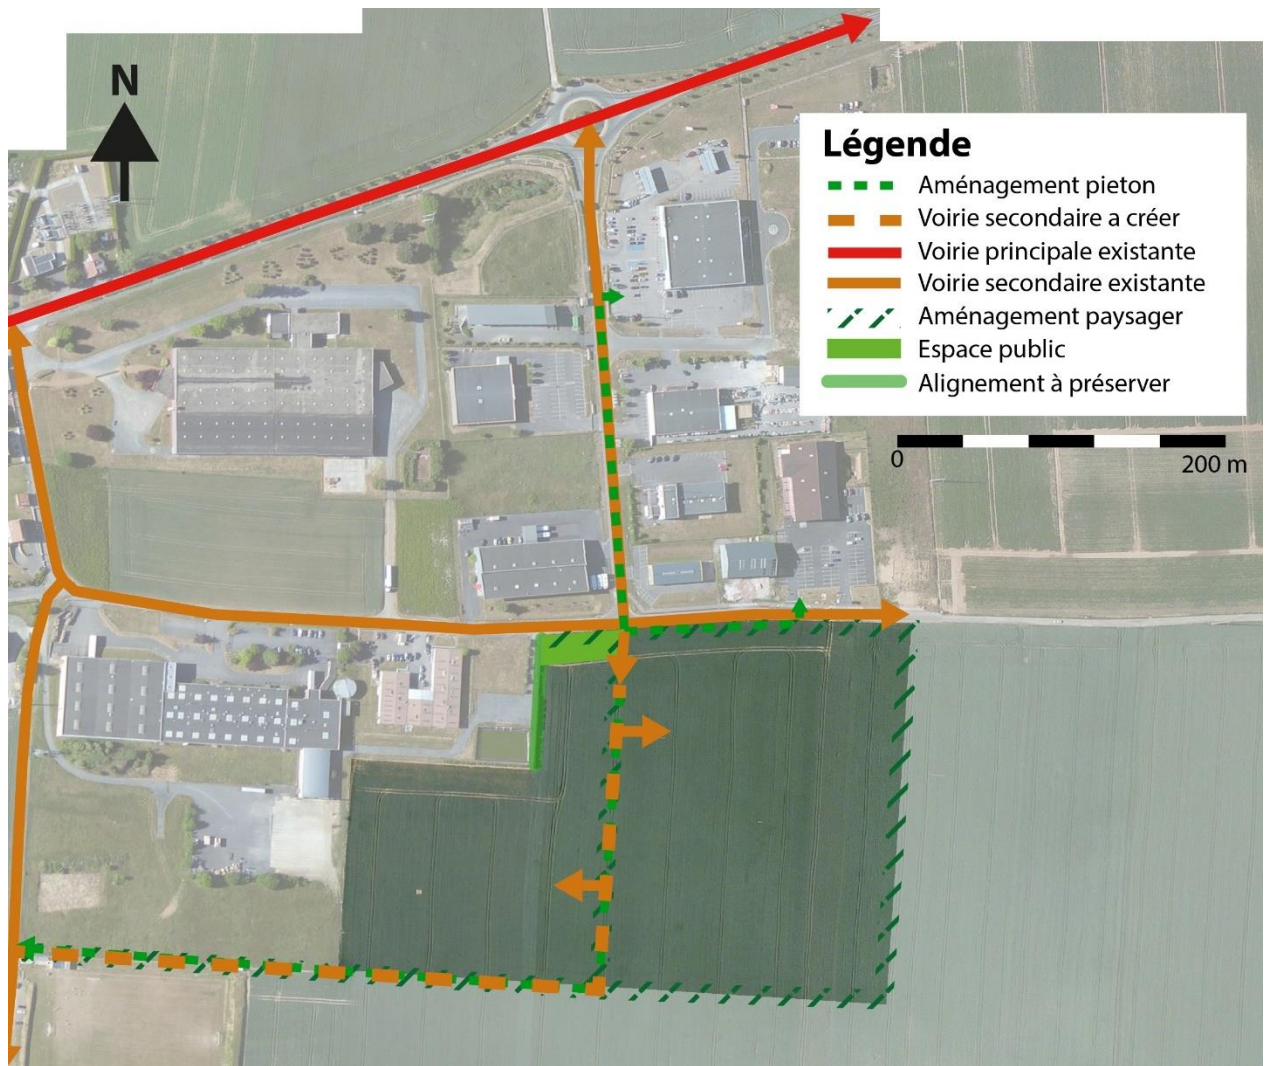 N
Légende
Aménagement pieton
Voirie secondaire a créer
Voirie principale existante
Voirie secondaire existante
Aménagement paysager
Espace public
Alignement à préserver
0
200 m